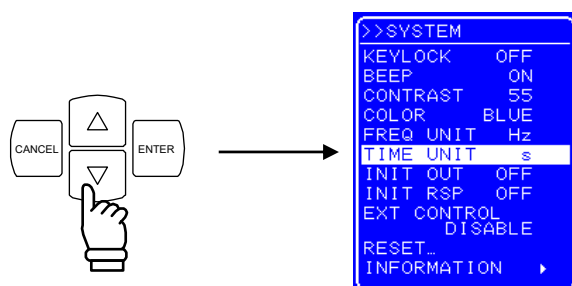 CANCEL
ENTER
>>SYSTEM
KEYLOCK OFF
BEEP ON
CONTRAST 55
COLOR BLUE
FREQ UNIT Hz
TIME UNIT s
INIT OUT OFF
INIT RSP OFF
EXT CONTROL
DISABLE
RESET…
INFORMATION